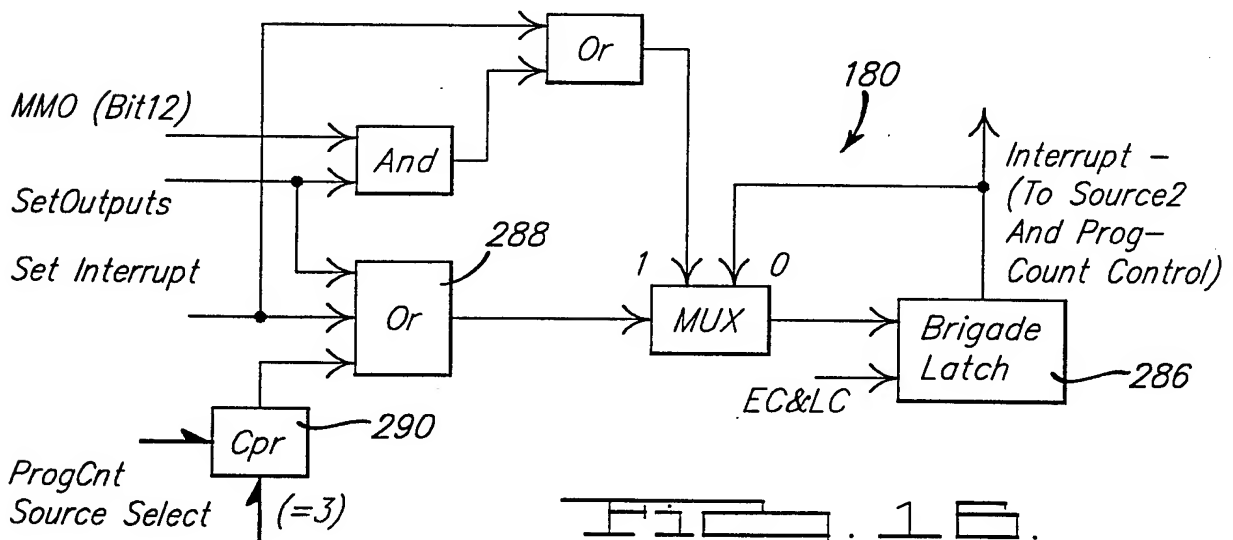 Or
180
MMO (Bit12)
And
Interrupt –
(To Source2
And Prog–
Count Control)
SetOutputs
288
Set Interrupt
1
0
Or
MUX
Brigade
Latch
286
EC&LC
Cpr
290
ProgCnt
Source Select
(=3)